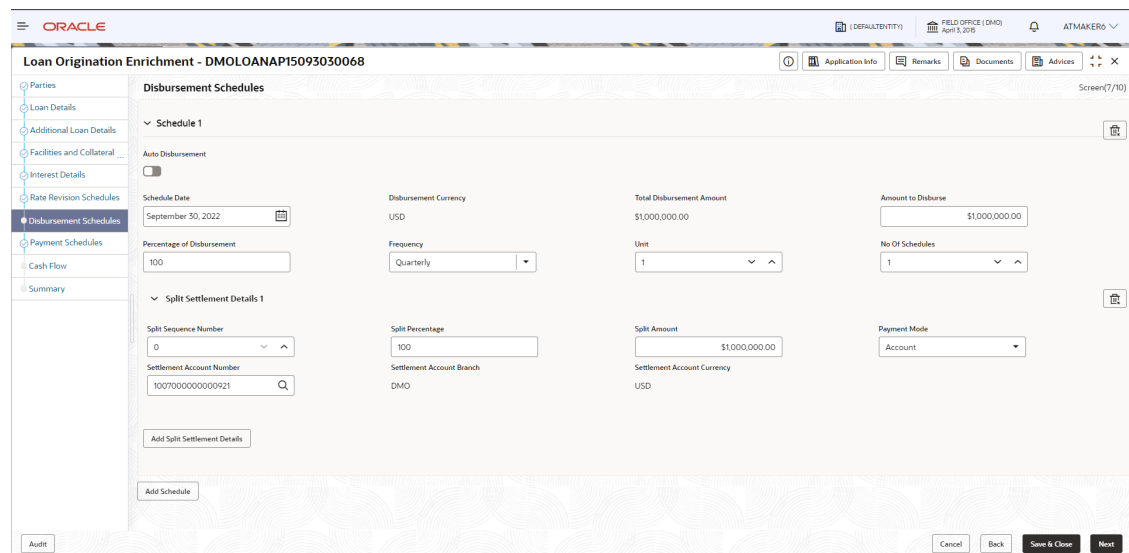 ORACLE
( DEFAULTENTITY)
FIELD OFFICE ( DMO)
April 3, 2015
ATMAKER6
Loan Origination Enrichment - DMOLOANAP15093030068
Application Info
Remarks
Documents
Advices
Parties
Loan Details
Additional Loan Details
Facilities and Collateral ...
Interest Details
Rate Revision Schedules
Disbursement Schedules
Payment Schedules
Cash Flow
Summary
Disbursement Schedules
Screen(7/10)
Schedule 1
Auto Disbursement
Schedule Date
Disbursement Currency
Total Disbursement Amount
Amount to Disburse
September 30, 2022
USD
$1,000,000.00
$1,000,000.00
Percentage of Disbursement
Frequency
Unit
No Of Schedules
100
Quarterly
1
1
Split Settlement Details 1
Split Sequence Number
Split Percentage
Split Amount
Payment Mode
0
100
$1,000,000.00
Account
Settlement Account Number
Settlement Account Branch
Settlement Account Currency
1007000000000921
DMO
USD
Add Split Settlement Details
Add Schedule
Audit
Cancel
Back
Save & Close
Next